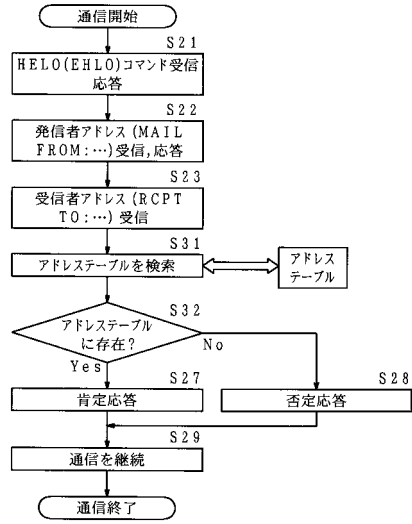 通信開始
S21
HELO(EHLO)コマンド受信
応答
S22
発信者アドレス(MAIL
FROM:…)受信,応答
S23
受信者アドレス(RCPT
TO:…)受信
S31
アドレステーブルを検索
アドレス
テーブル
S32
アドレステーブル
に存在?
No
Yes
S27
肯定応答
S28
否定応答
S29
通信を継続
通信終了